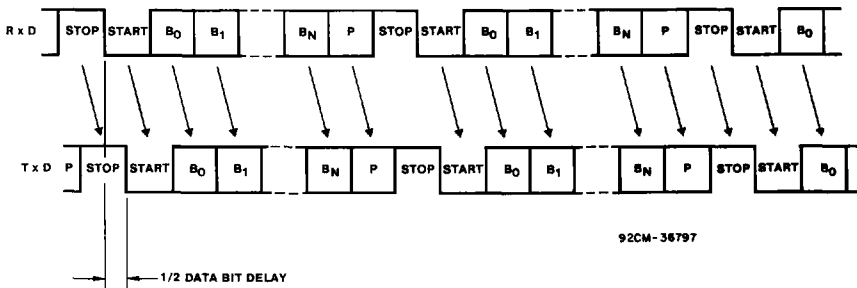 R x D STOP START B0 B1 BN P STOP START B0 B1 BN P STOP START B0
T x D P STOP START B0 B1 BN P STOP START B0 B1 BN P STOP START B0
92CM-36797
1/2 DATA BIT DELAY